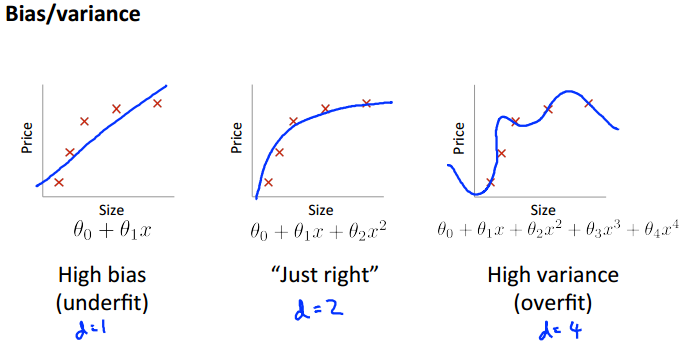 Bias/variance
Price
Size
θ₀ + θ₁x
High bias
(underfit)
d=1
Price
Size
θ₀ + θ₁x + θ₂x²
“Just right”
d=2
Price
Size
θ₀ + θ₁x + θ₂x² + θ₃x³ + θ₄x⁴
High variance
(overfit)
d=4